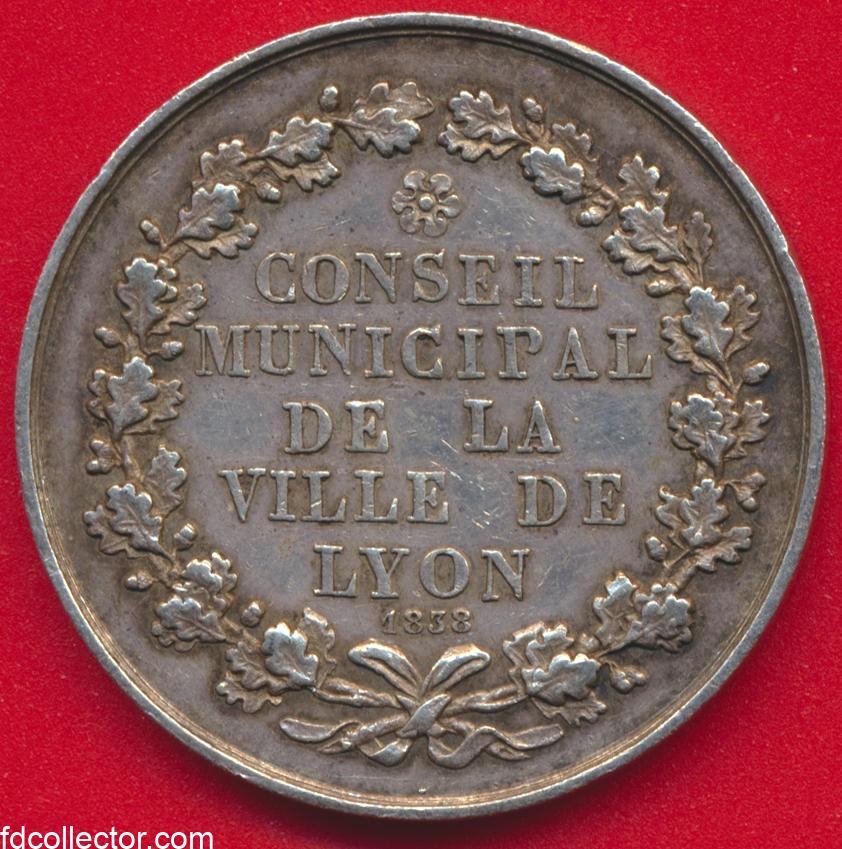 CONSEIL
MUNICIPAL
DE LA
VILLE DE
LYON
1838
fdcollector.com